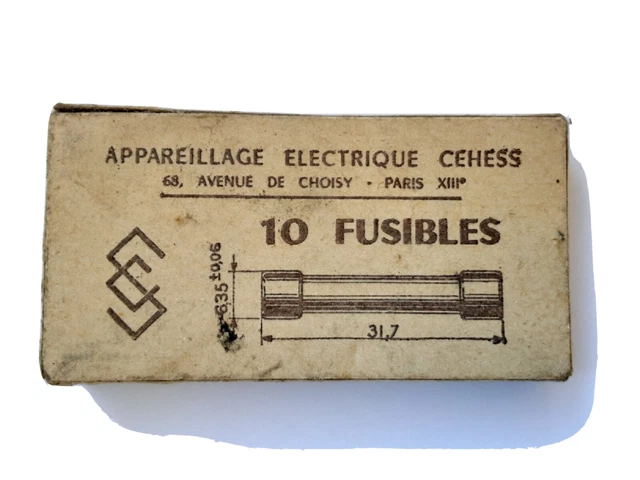 APPAREILLAGE ELECTRIQUE CEHESS
68, AVENUE DE CHOISY • PARIS XIIIe
10 FUSIBLES
6,35 ±0,06
31,7